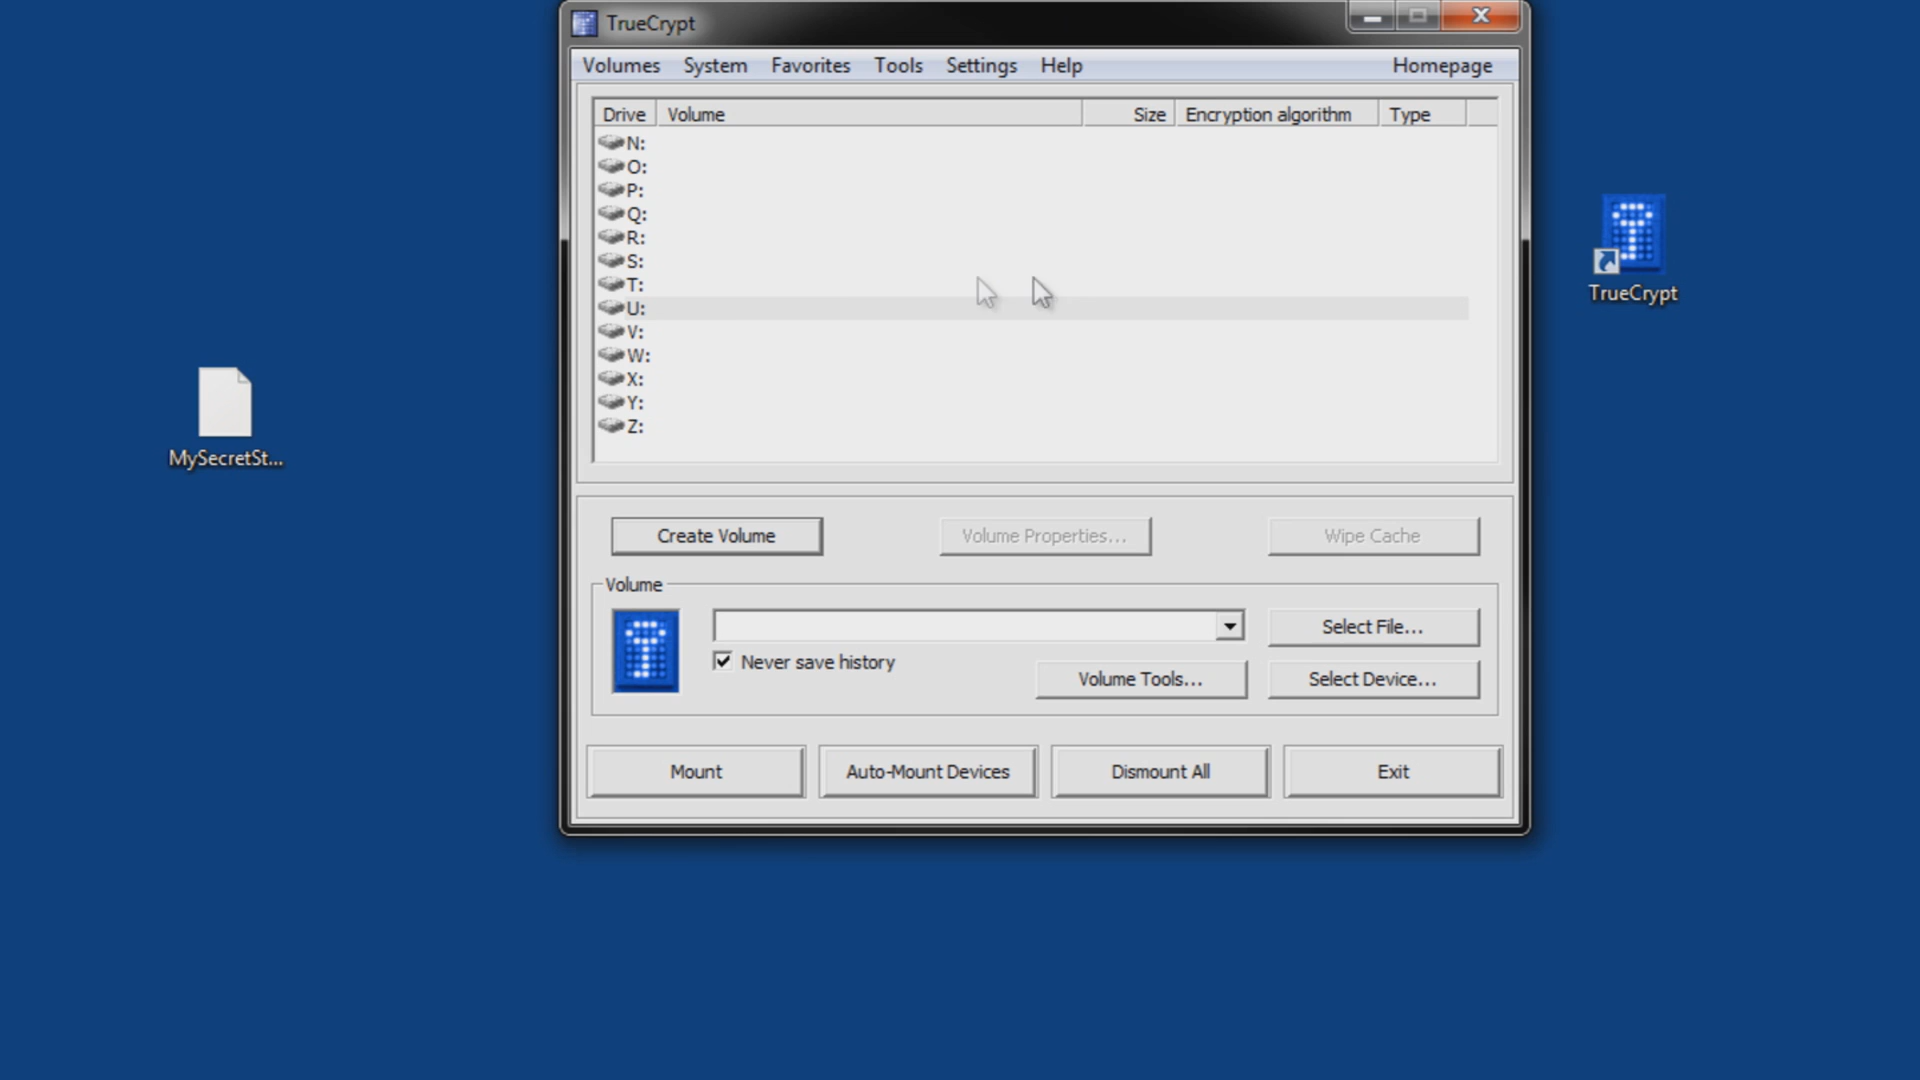 TrueCrypt
Volumes System Favorites Tools Settings Help Homepage
Drive Volume Size Encryption algorithm Type
N:
O:
P:
Q:
R:
S:
T:
U:
V:
W:
X:
Y:
Z:
TrueCrypt
MySecretSt...
Create Volume Volume Properties... Wipe Cache
Volume
Select File...
Never save history
Volume Tools... Select Device...
Mount Auto-Mount Devices Dismount All Exit